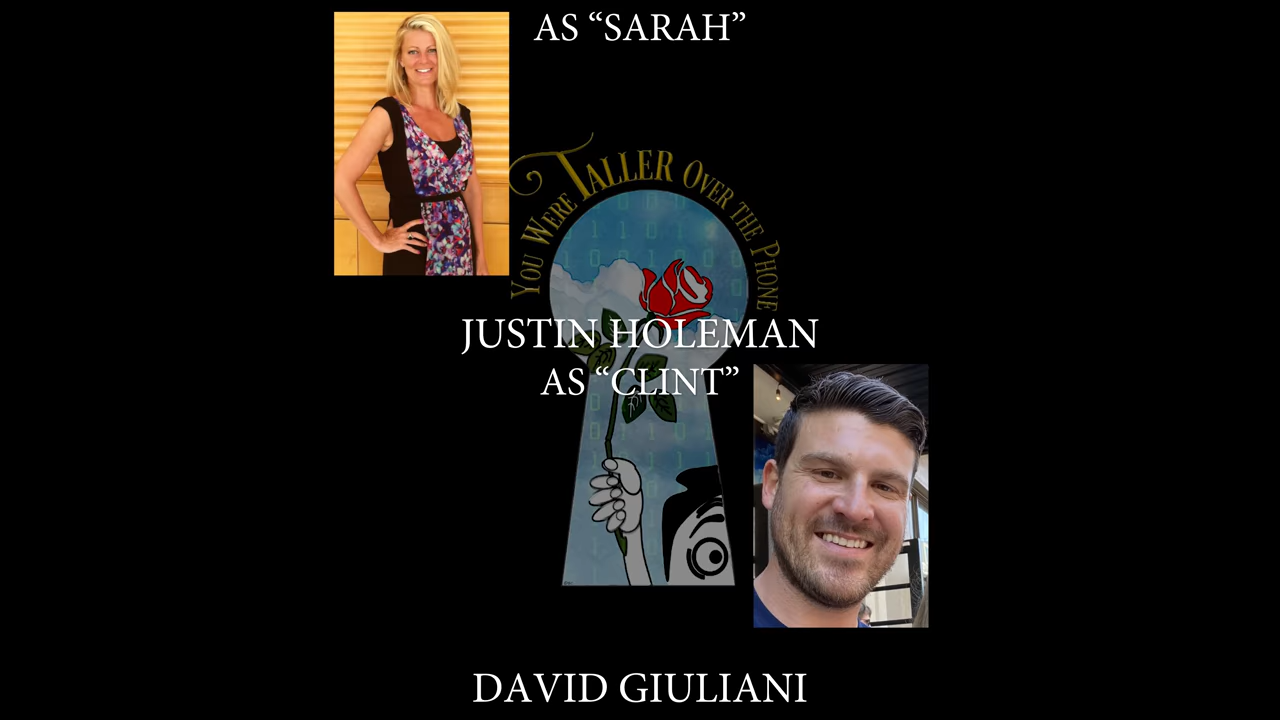 AS “SARAH”
YOU WERE TALLER OVER THE PHONE
JUSTIN HOLEMAN
AS “CLINT”
DAVID GIULIANI